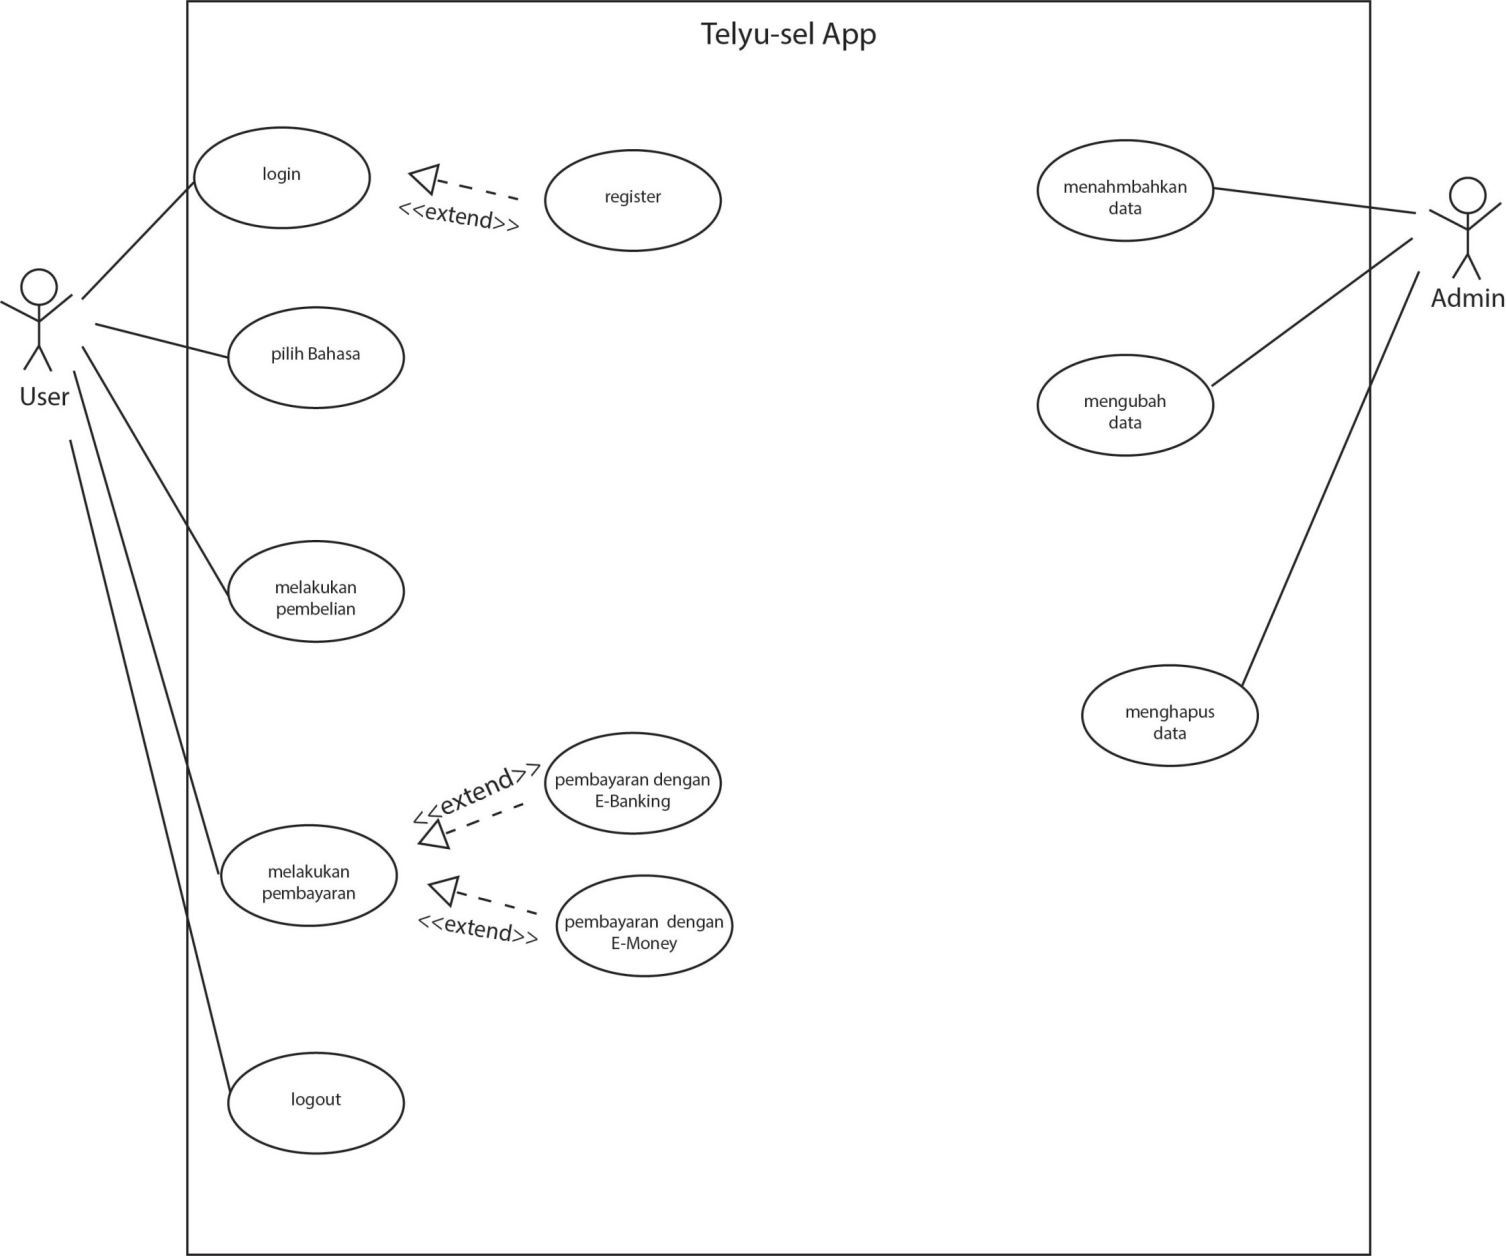 Telyu-sel App
login
<<extend>>
register
menahmbahkan
data
Admin
User
pilih Bahasa
mengubah
data
melakukan
pembelian
menghapus
data
<<extend>>
pembayaran dengan
E-Banking
melakukan
pembayaran
<<extend>>
pembayaran dengan
E-Money
logout